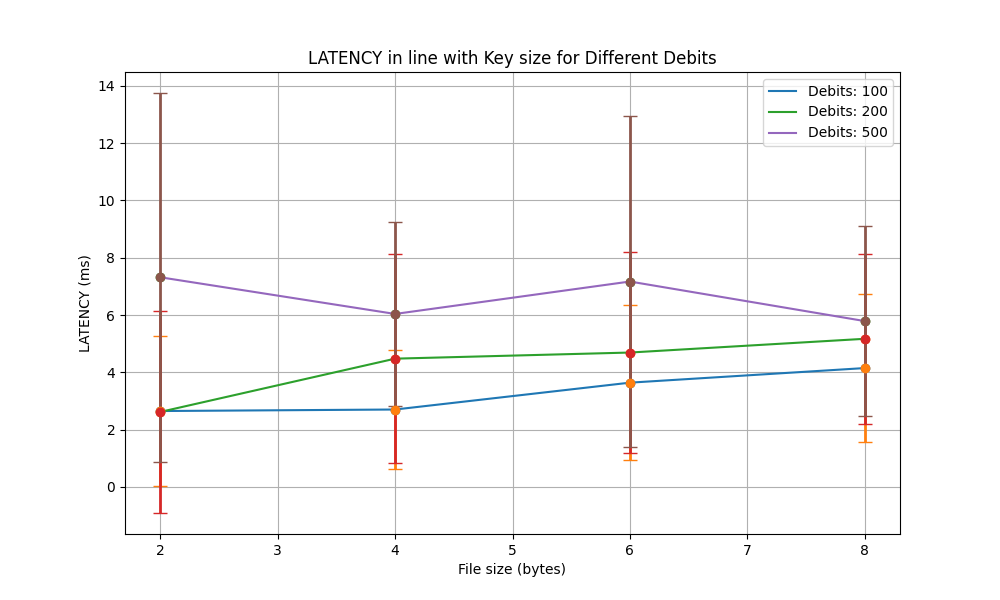 LATENCY in line with Key size for Different Debits
Debits: 100
Debits: 200
Debits: 500
LATENCY (ms)
14
12
10
8
6
4
2
0
2 3 4 5 6 7 8
File size (bytes)